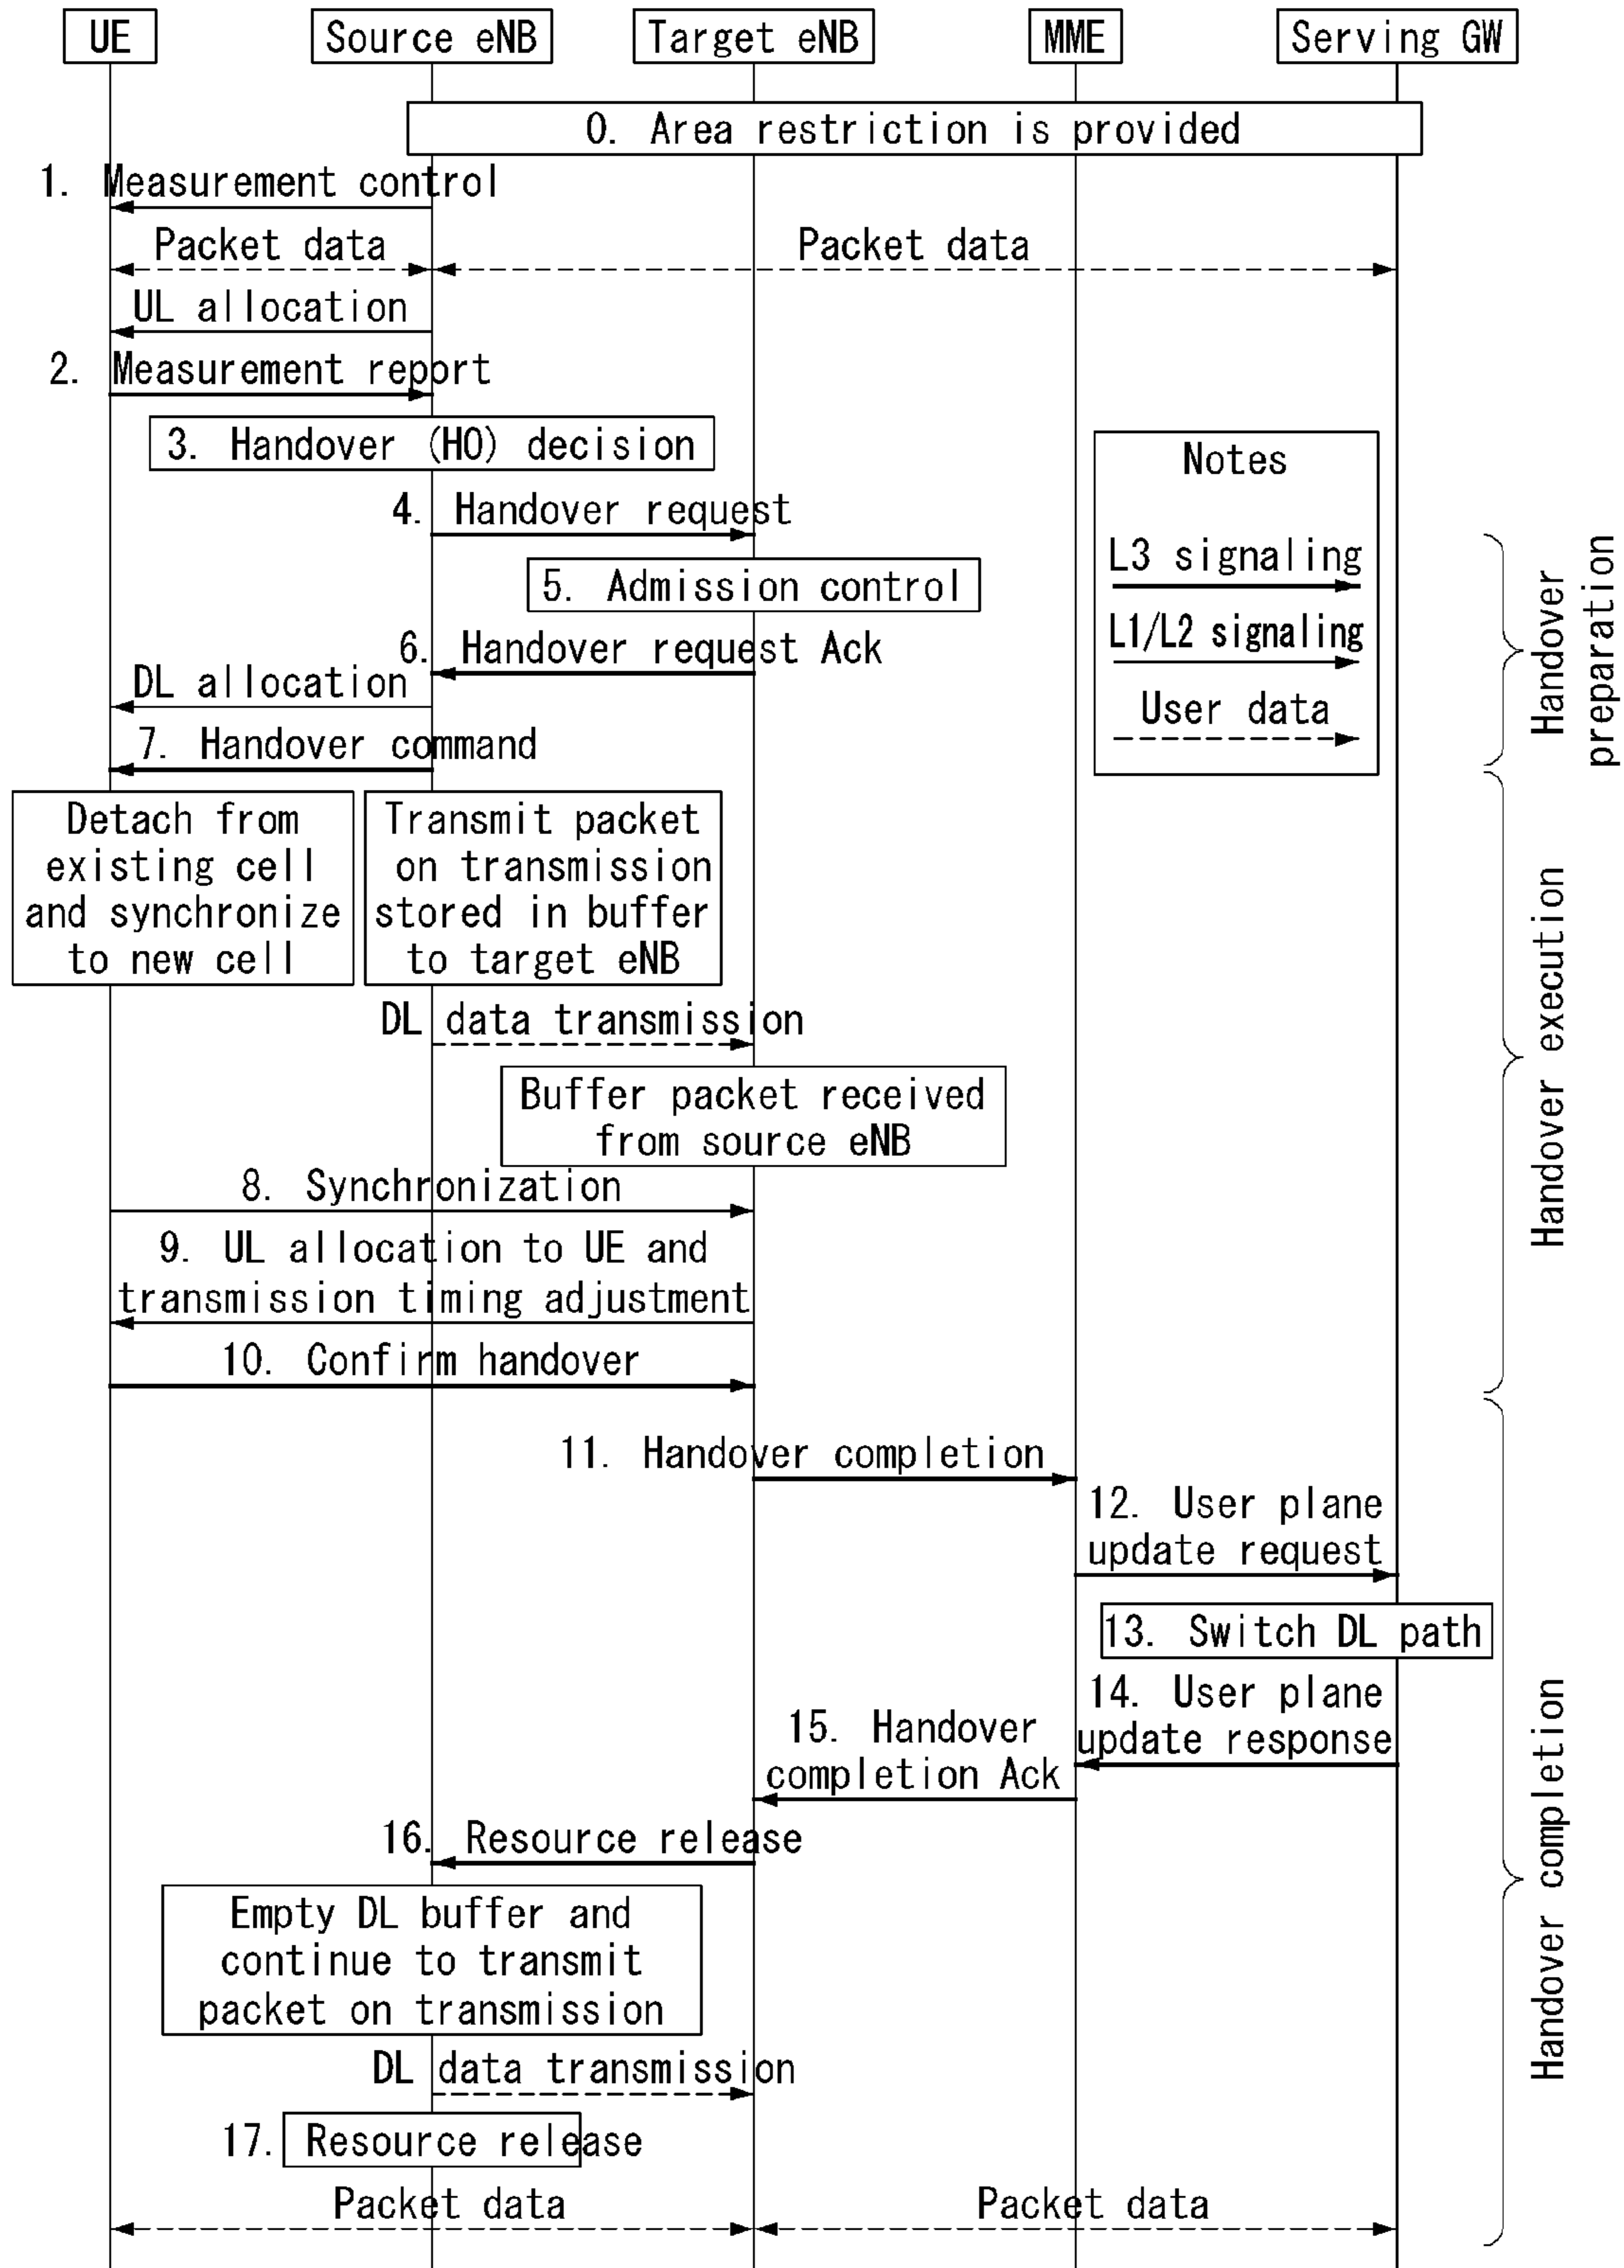 UE
Source eNB
Target eNB
MME
Serving GW
0. Area restriction is provided
1. Measurement control
Packet data
Packet data
UL allocation
2. Measurement report
3. Handover (HO) decision
4. Handover request
5. Admission control
6. Handover request Ack
DL allocation
7. Handover command
Notes
L3 signaling
L1/L2 signaling
User data
Handover
preparation
Detach from
existing cell
and synchronize
to new cell
Transmit packet
on transmission
stored in buffer
to target eNB
DL data transmission
Buffer packet received
from source eNB
8. Synchronization
9. UL allocation to UE and
transmission timing adjustment
10. Confirm handover
Handover execution
11. Handover completion
12. User plane
update request
13. Switch DL path
14. User plane
update response
15. Handover
completion Ack
16. Resource release
Empty DL buffer and
continue to transmit
packet on transmission
DL data transmission
17. Resource release
Packet data
Packet data
Handover completion